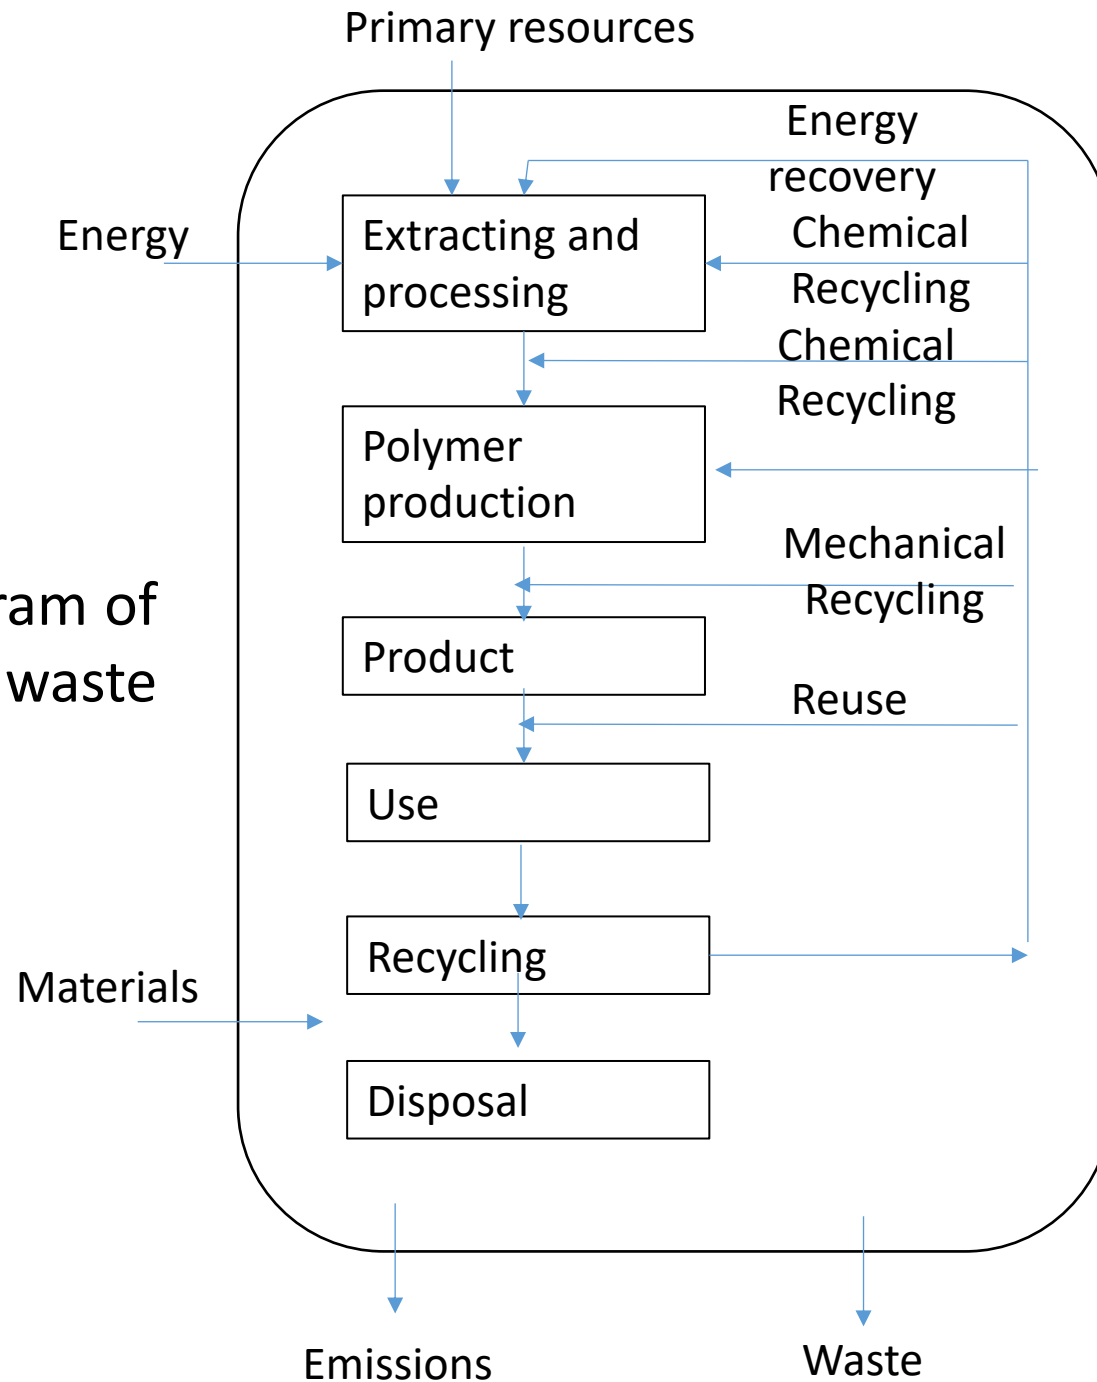 Primary resources
Energy
recovery
Energy
Extracting and
processing
Chemical
Recycling
Chemical
Recycling
Polymer
production
Mechanical
Recycling
of
waste
Product
Reuse
Use
Recycling
Materials
Disposal
Emissions
Waste